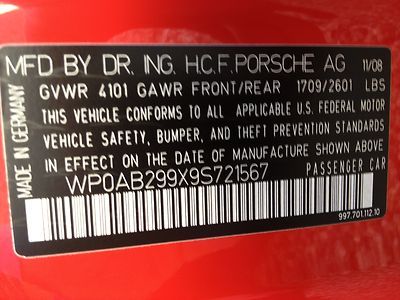 MFD. BY DR. ING. H.C.F. PORSCHE AG 11/08
GVWR 4101 GAWR FRONT/REAR 1709/2601 LBS
THIS VEHICLE CONFORMS TO ALL APPLICABLE U.S. FEDERAL MOTOR
VEHICLE SAFETY, BUMPER, AND THEFT PREVENTION STANDARDS
IN EFFECT ON THE DATE OF MANUFACTURE SHOWN ABOVE
WP0AB299X9S721567 PASSENGER CAR
997.701.112.10
MADE IN GERMANY